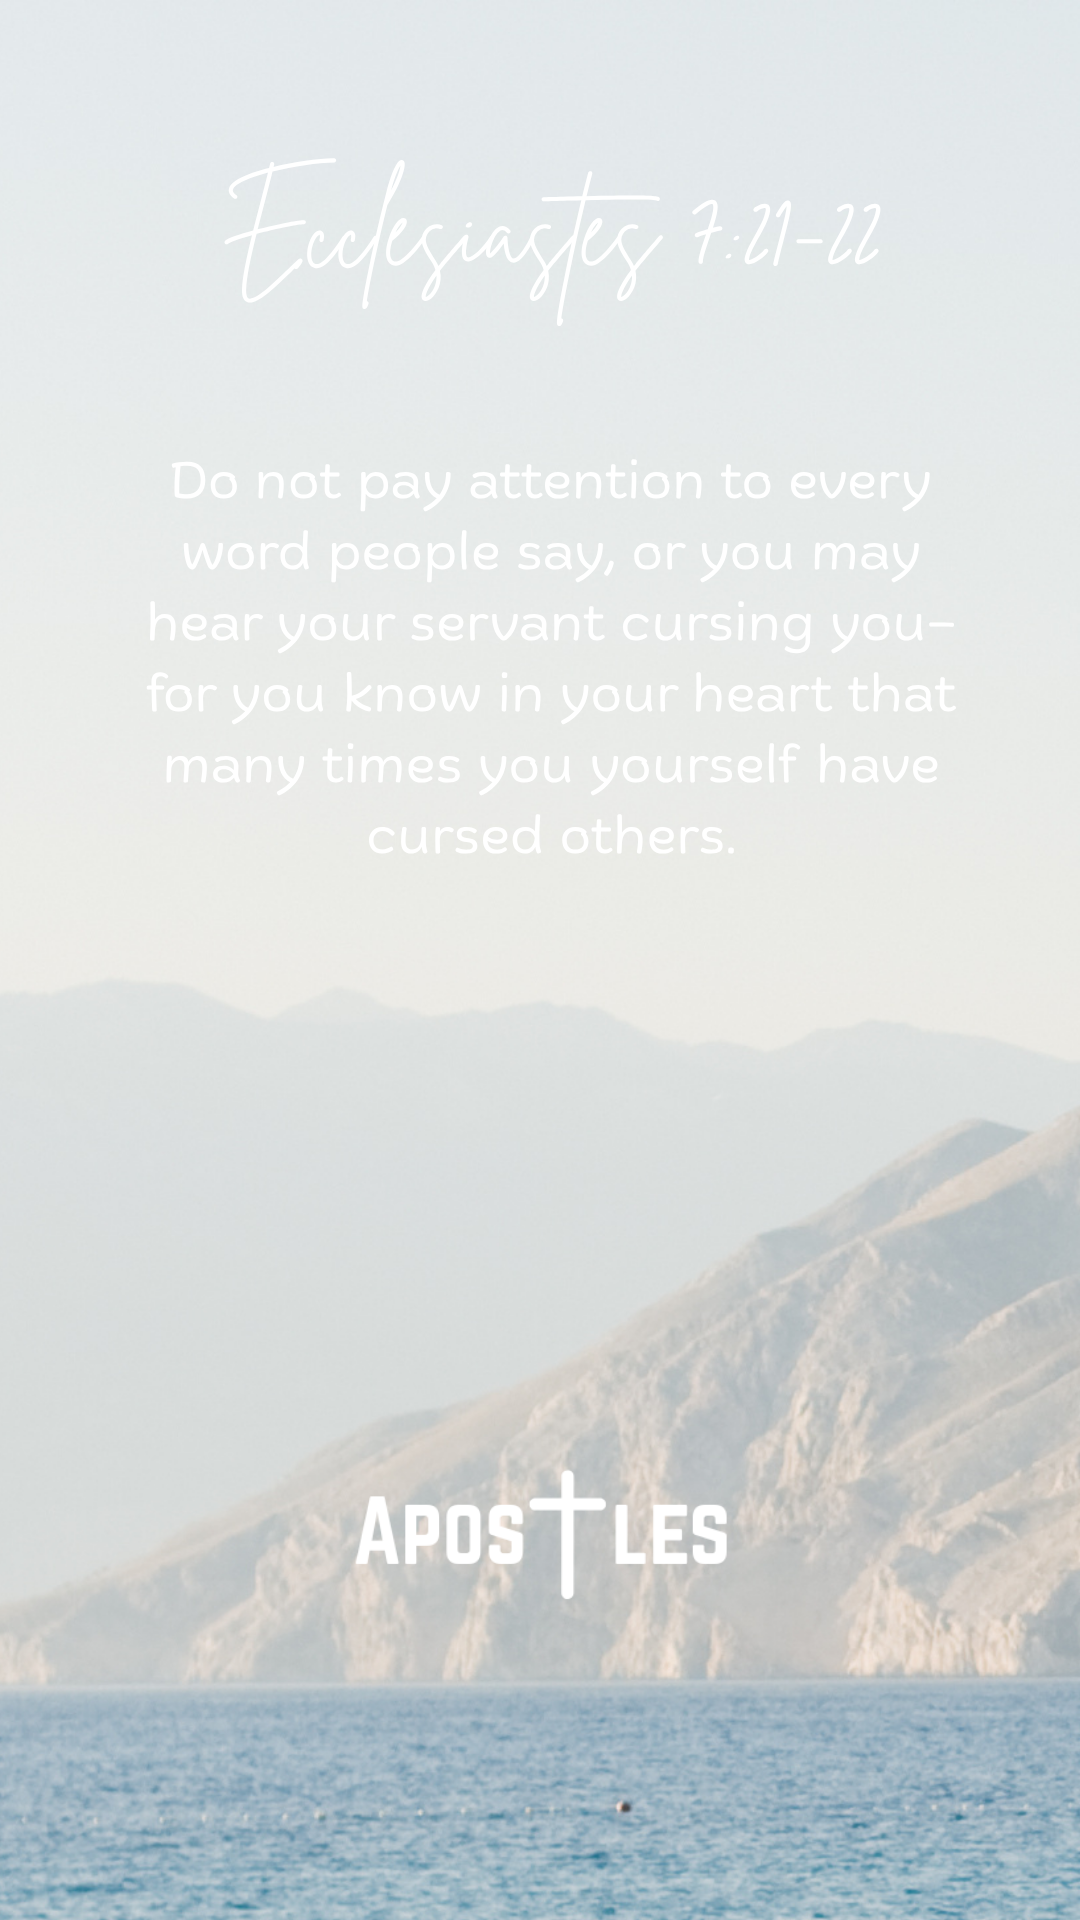 Ecclesiastes 7:21-22
Do not pay attention to every
word people say, or you may
hear your servant cursing you–
for you know in your heart that
many times you yourself have
cursed others.
APOSTLES